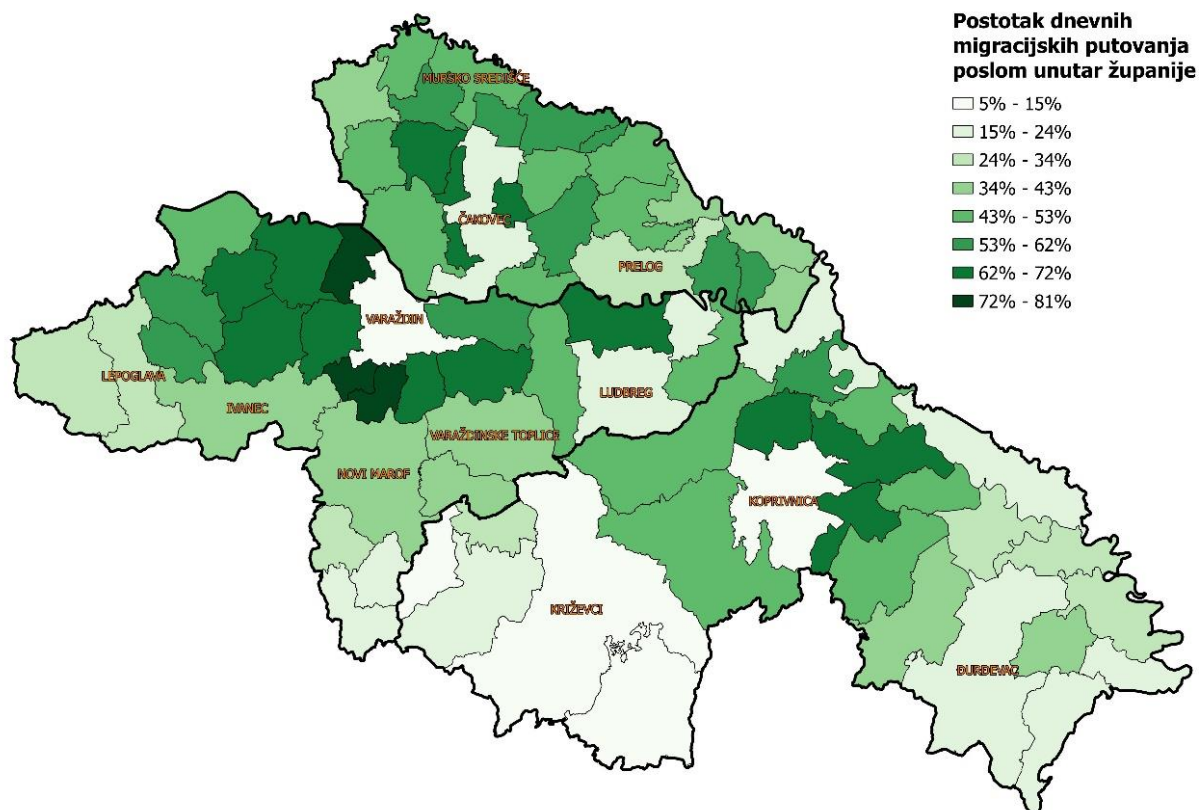 Postotak dnevnih
migracijskih putovanja
poslom unutar županije
5% - 15%
15% - 24%
24% - 34%
34% - 43%
43% - 53%
53% - 62%
62% - 72%
72% - 81%
MURSKO SREDIŠĆE
ČAKOVEC
PRELOG
VARAŽDIN
LEPOGLAVA
IVANEC
LUDBREG
VARAŽDINSKE TOPLICE
NOVI MAROF
KOPRIVNICA
KRIŽEVCI
ĐURĐEVAC